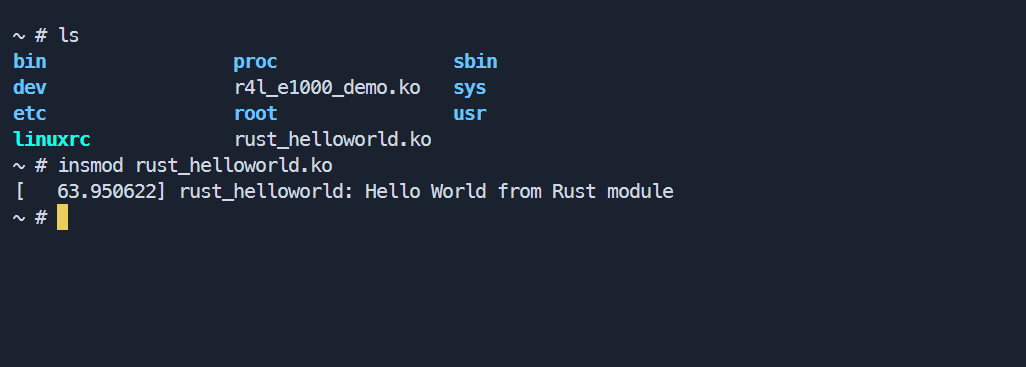 ~ # ls
bin proc sbin
dev r4l_e1000_demo.ko sys
etc root usr
linuxrc rust_helloworld.ko
~ # insmod rust_helloworld.ko
[   63.950622] rust_helloworld: Hello World from Rust module
~ #